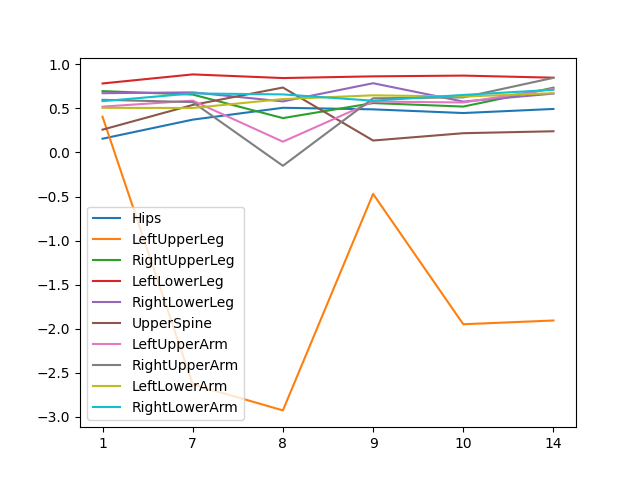 1.0
0.5
0.0
−0.5
−1.0
−1.5
−2.0
−2.5
−3.0
Hips
LeftUpperLeg
RightUpperLeg
LeftLowerLeg
RightLowerLeg
UpperSpine
LeftUpperArm
RightUpperArm
LeftLowerArm
RightLowerArm
1 7 8 9 10 14